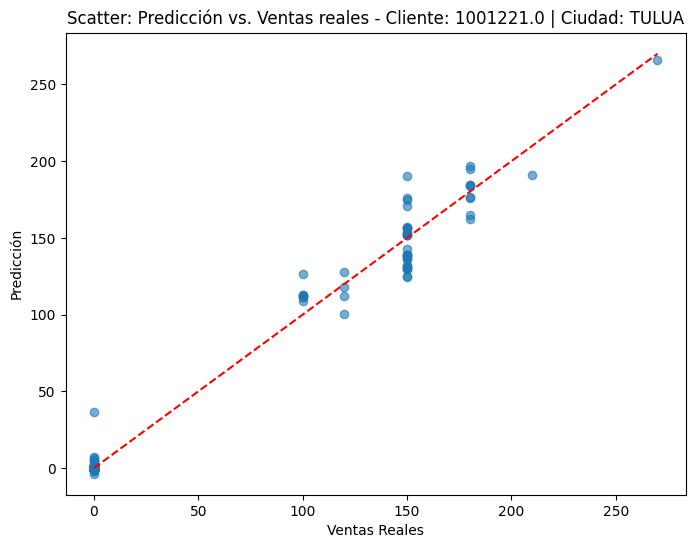 Scatter: Predicción vs. Ventas reales - Cliente: 1001221.0 | Ciudad: TULUA
250
200
150
100
50
0
Predicción
0 50 100 150 200 250
Ventas Reales